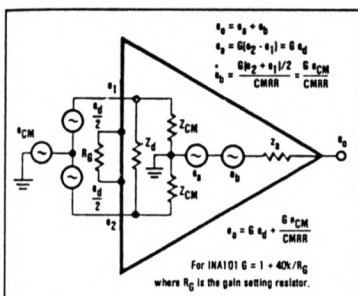 e₀ = eₐ + e_b
eₐ = G(e₂ - e₁) = G e_d
e_b = G(e₂ + e₁)/2 / CMRR = G e_CM / CMRR
e₁
e_d/2
e_CM
R_G
Z_d
Z_CM
eₐ
e_b
Zₐ
e₀
e_d/2
Z_CM
e₂
e₀ = G e_d + G e_CM / CMRR
For INA101 G = 1 + 40k/R_G
where R_G is the gain setting resistor.